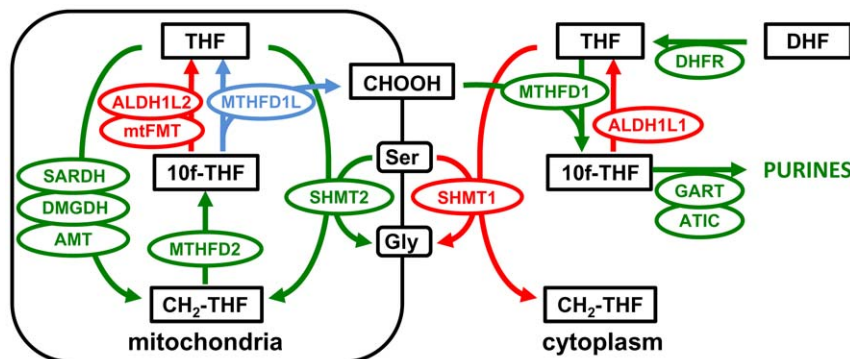 THF
THF
DHF
DHFR
CHOOH
MTHFD1
ALDH1L2
MTHFD1L
mtFMT
ALDH1L1
Ser
SARDH
10f-THF
10f-THF
PURINES
DMGDH
SHMT2
SHMT1
GART
AMT
ATIC
MTHFD2
Gly
CH₂-THF
CH₂-THF
mitochondria
cytoplasm